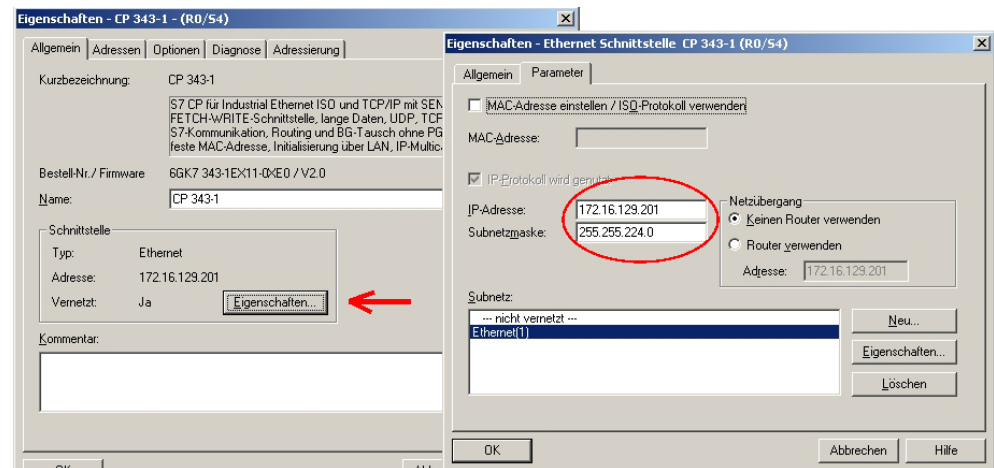 Eigenschaften - CP 343-1 - (R0/S4)
Allgemein Adressen Optionen Diagnose Adressierung
Kurzbezeichnung: CP 343-1
S7 CP für Industrial Ethernet ISO und TCP/IP mit SEN
FETCH-WRITE-Schnittstelle, lange Daten, UDP, TCP
S7-Kommunikation, Routing und BG-Tausch ohne PG
feste MAC-Adresse, Initialisierung über LAN, IP-Multic
Bestell-Nr./ Firmware 6GK7 343-1EX11-0XE0 / V2.0
Name: CP 343-1
Schnittstelle
Typ: Ethernet
Adresse: 172.16.129.201
Vernetzt: Ja Eigenschaften...
Kommentar:
OK
Eigenschaften - Ethernet Schnittstelle CP 343-1 (R0/S4)
Allgemein Parameter
MAC-Adresse einstellen / ISO-Protokoll verwenden
MAC-Adresse:
IP-Protokoll wird genutzt
IP-Adresse: 172.16.129.201
Subnetzmaske: 255.255.224.0
Netzübergang
Keinen Router verwenden
Router verwenden
Adresse: 172.16.129.201
Subnetz:
--- nicht vernetzt ---
Ethernet(1)
Neu...
Eigenschaften...
Löschen
OK Abbrechen Hilfe